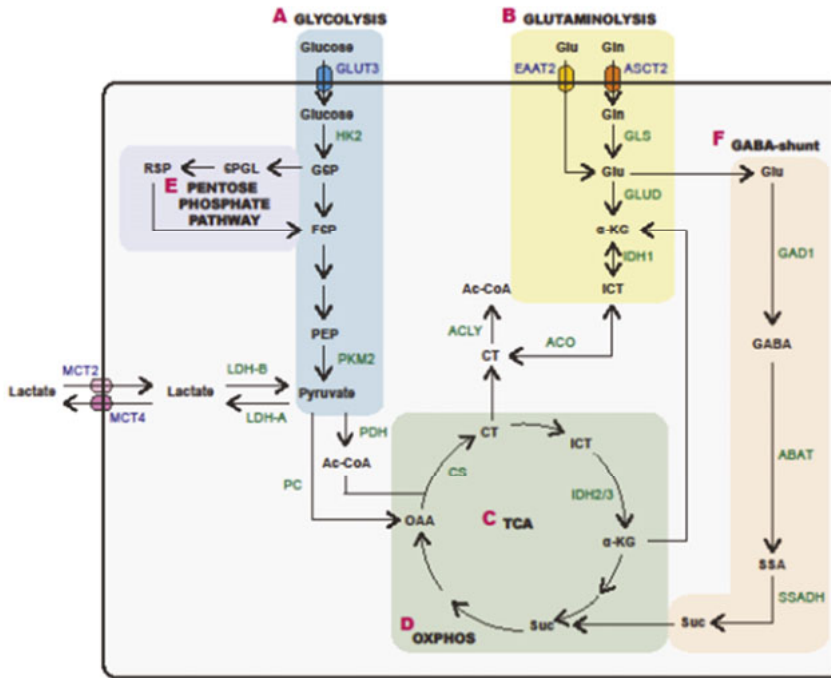 A GLYCOLYSIS
B GLUTAMINOLYSIS
Glucose
Glu
Gln
GLUT3
EAAT2
ASCT2
Glucose
Gln
HK2
GLS
F
GABA-shunt
R5P
6PGL
G6P
Glu
Glu
E PENTOSE
PHOSPHATE
PATHWAY
GLUD
F6P
α-KG
GAD1
IDH1
Ac-CoA
ICT
PEP
ACLY
ACO
GABA
PKM2
CT
MCT2
LDH-B
Lactate
Lactate
Pyruvate
MCT4
LDH-A
PDH
CT
ICT
ABAT
Ac-CoA
CS
PC
IDH2/3
OAA
C TCA
α-KG
SSA
SSADH
D
OXPHOS
Suc
Suc